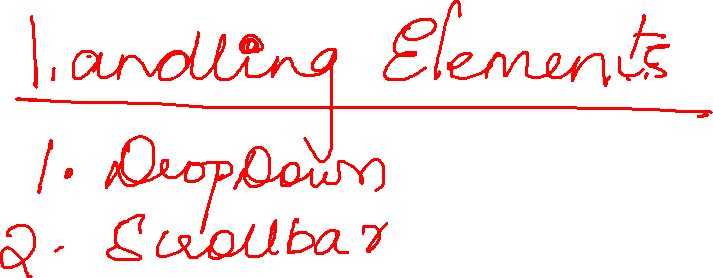 Handling Elements
1. DropDown
2. Scrollbar